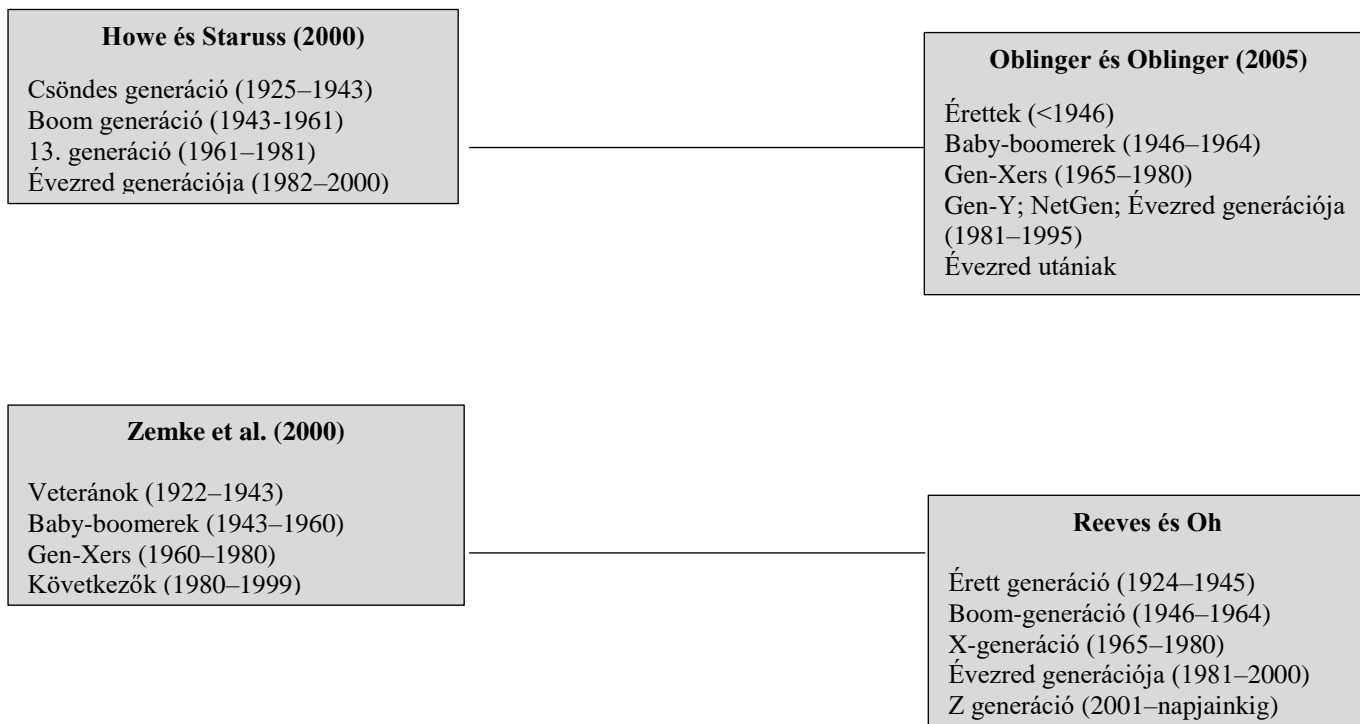 Howe és Staruss (2000)
Csöndes generáció (1925–1943)
Boom generáció (1943-1961)
13. generáció (1961–1981)
Évezred generációja (1982–2000)
Oblinger és Oblinger (2005)
Érettek (<1946)
Baby-boomerek (1946–1964)
Gen-Xers (1965–1980)
Gen-Y; NetGen; Évezred generációja
(1981–1995)
Évezred utániak
Zemke et al. (2000)
Veteránok (1922–1943)
Baby-boomerek (1943–1960)
Gen-Xers (1960–1980)
Következők (1980–1999)
Reeves és Oh
Érett generáció (1924–1945)
Boom-generáció (1946–1964)
X-generáció (1965–1980)
Évezred generációja (1981–2000)
Z generáció (2001–napjainkig)